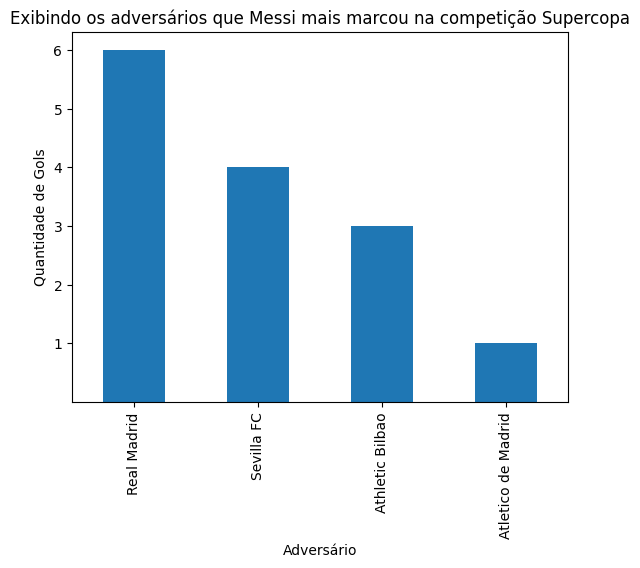 Exibindo os adversários que Messi mais marcou na competição Supercopa
6
5
4
3
2
1
Quantidade de Gols
Real Madrid
Sevilla FC
Athletic Bilbao
Atletico de Madrid
Adversário